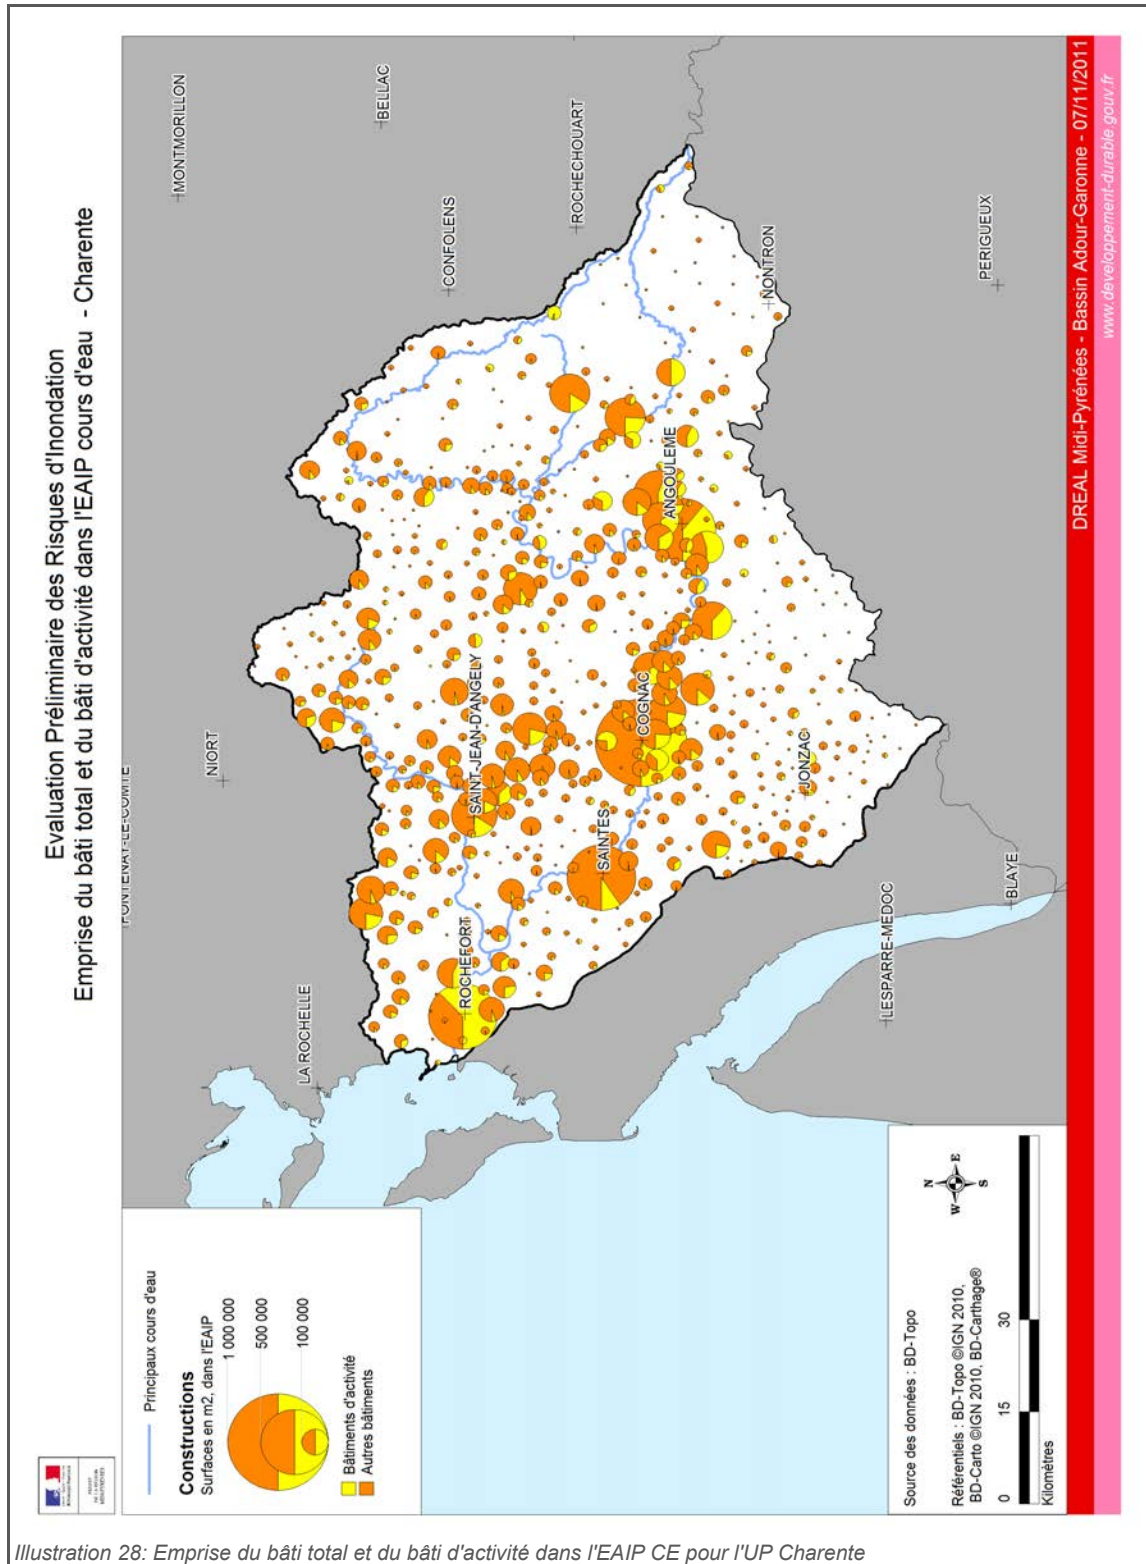 Evaluation Préliminaire des Risques d'Inondation
Emprise du bâti total et du bâti d'activité dans l'EAIP cours d'eau - Charente
MONTMORILLON
BELLAC
CONFOLENS
ROCHECHOUART
NONTRON
PERIGUEUX
NIORT
ANGOULEME
SAINT-JEAN-D'ANGELY
COGNAC
JONZAC
SAINTES
ROCHEFORT
LA ROCHELLE
LESPARRE-MEDOC
BLAYE
Principaux cours d'eau
Constructions
Surfaces en m2, dans l'EAIP
1 000 000
500 000
100 000
Bâtiments d'activité
Autres bâtiments
Source des données : BD-Topo
Référentiels : BD-Topo ©IGN 2010,
BD-Carto ©IGN 2010, BD-Carthage®
N
W E
S
0 15 30
Kilomètres
DREAL Midi-Pyrénées - Bassin Adour-Garonne - 07/11/2011
www.developpement-durable.gouv.fr
Illustration 28: Emprise du bâti total et du bâti d'activité dans l'EAIP CE pour l'UP Charente